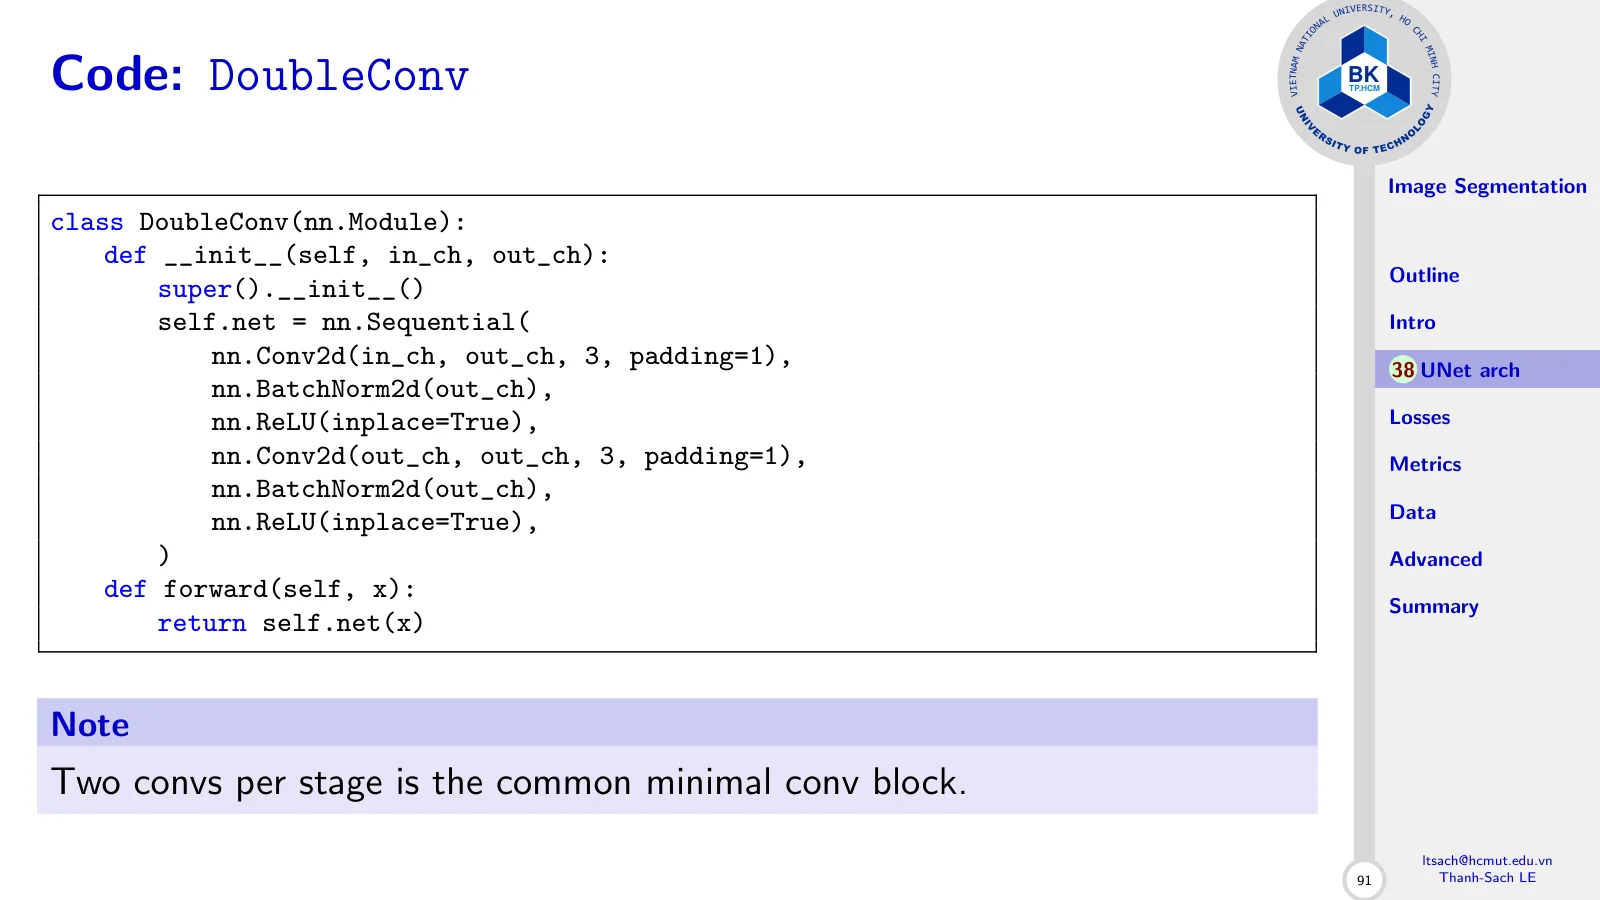 Code: DoubleConv
class DoubleConv(nn.Module):
def __init__(self, in_ch, out_ch):
super().__init__()
self.net = nn.Sequential(
nn.Conv2d(in_ch, out_ch, 3, padding=1),
nn.BatchNorm2d(out_ch),
nn.ReLU(inplace=True),
nn.Conv2d(out_ch, out_ch, 3, padding=1),
nn.BatchNorm2d(out_ch),
nn.ReLU(inplace=True),
)
def forward(self, x):
return self.net(x)
Note
Two convs per stage is the common minimal conv block.
VIETNAM NATIONAL UNIVERSITY, HO CHI MINH CITY
BK
TP.HCM
UNIVERSITY OF TECHNOLOGY
Image Segmentation
Outline
Intro
38 UNet arch
Losses
Metrics
Data
Advanced
Summary
ltsach@hcmut.edu.vn
Thanh-Sach LE
91